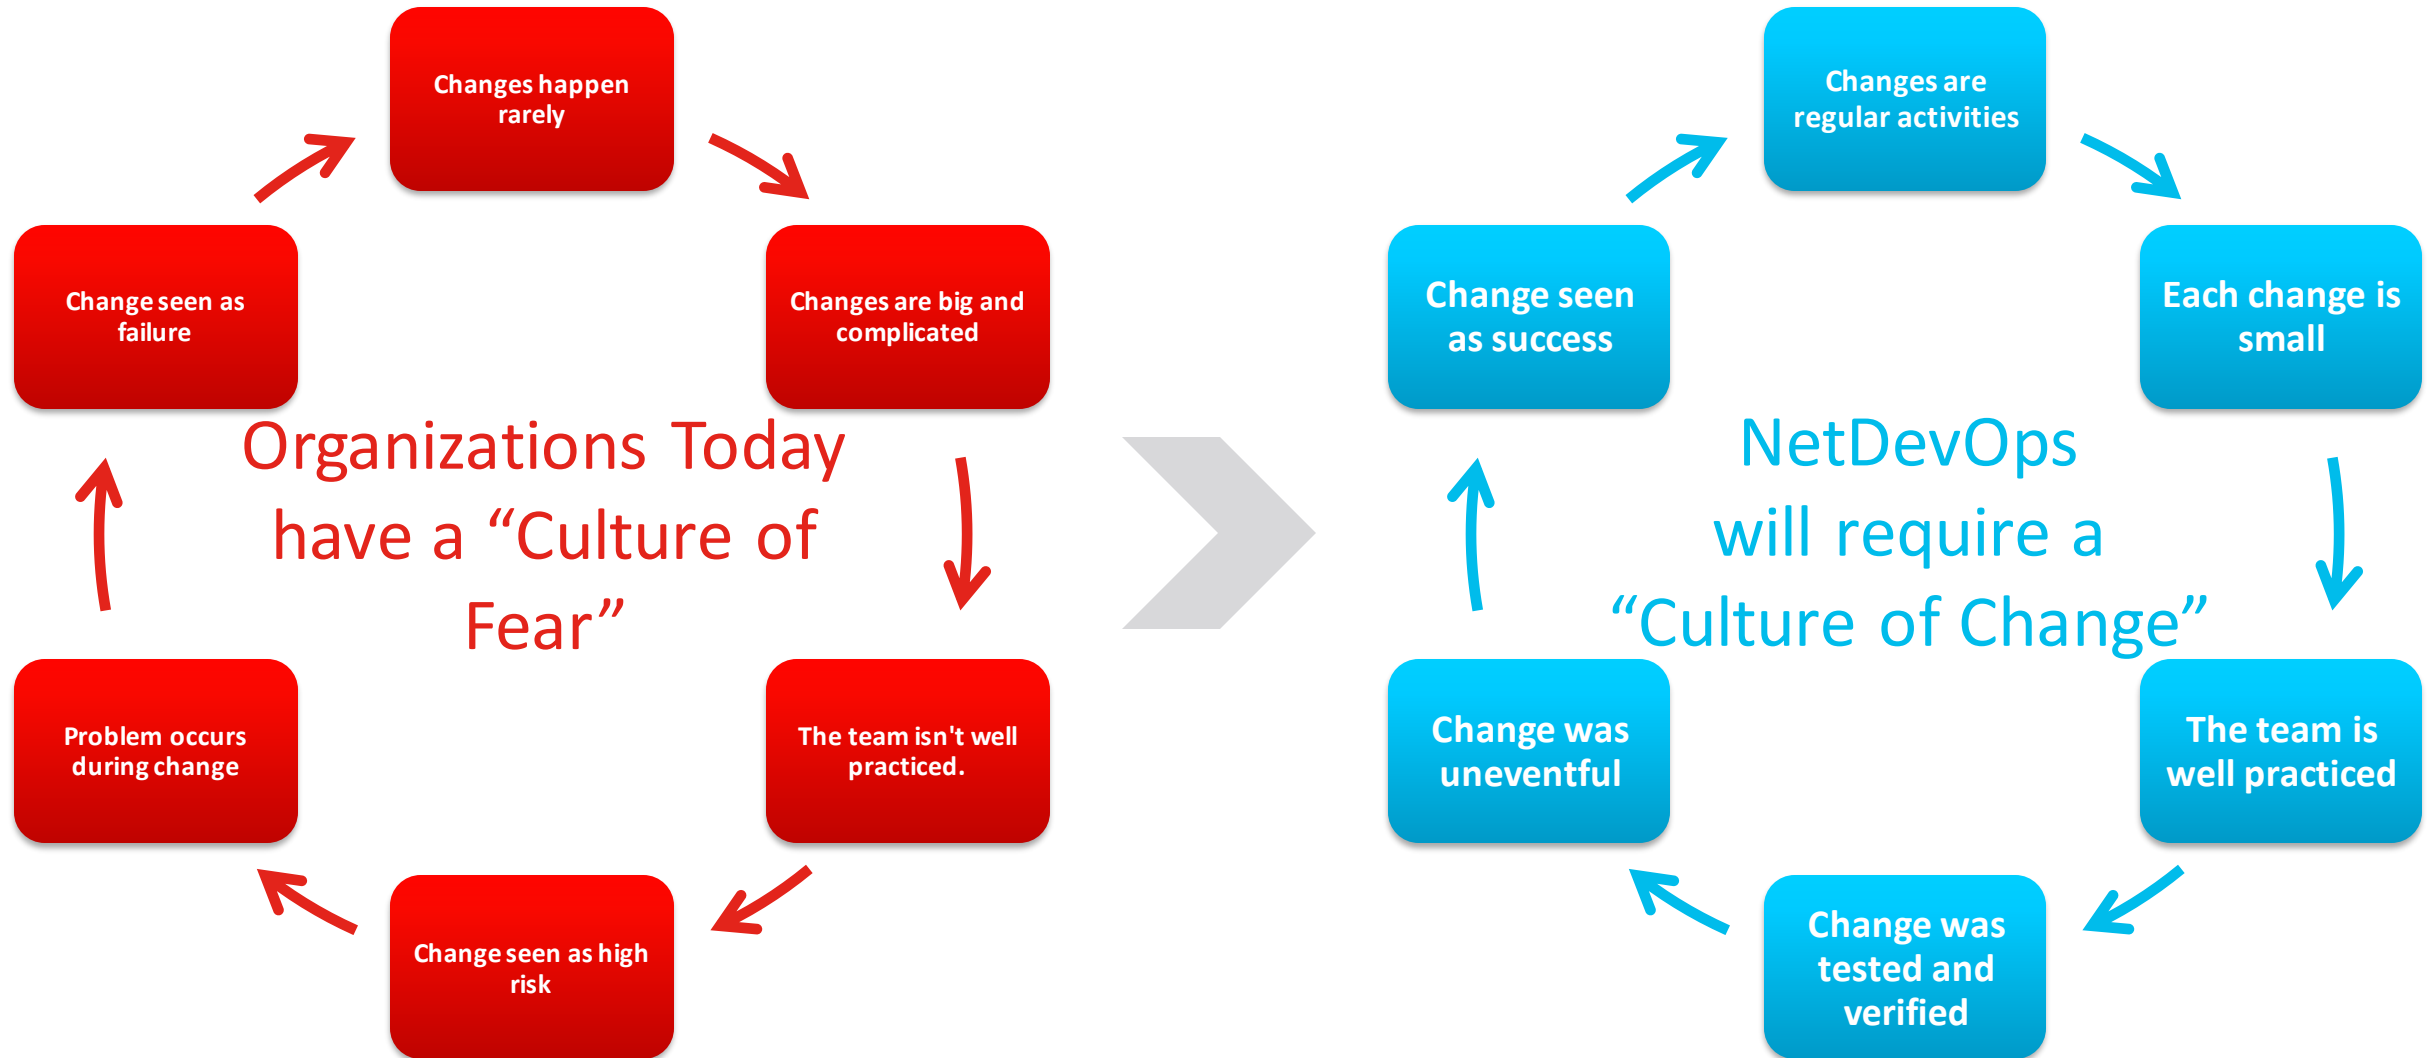 Changes happen
rarely
Changes are big and
complicated
The team isn't well
practiced.
Change seen as high
risk
Problem occurs
during change
Change seen as
failure
Organizations Today
have a “Culture of
Fear”
Changes are
regular activities
Each change is
small
The team is
well practiced
Change was
tested and
verified
Change was
uneventful
Change seen
as success
NetDevOps
will require a
“Culture of Change”